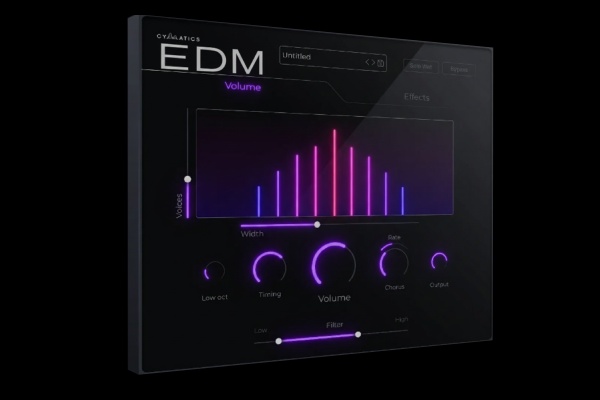 CYMATICS
EDM
Untitled
Volume
Effects
Voices
Width
Rate
Low oct
Timing
Volume
Chorus
Output
Low
Filter
High